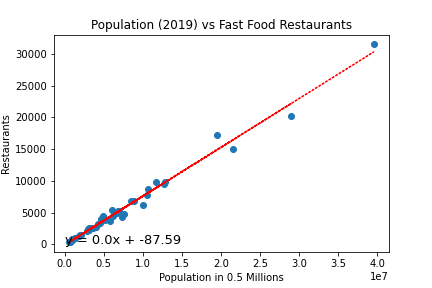 Population (2019) vs Fast Food Restaurants
30000
25000
20000
15000
10000
5000
0
Restaurants
y = 0.0x + -87.59
0.0 0.5 1.0 1.5 2.0 2.5 3.0 3.5 4.0
1e7
Population in 0.5 Millions